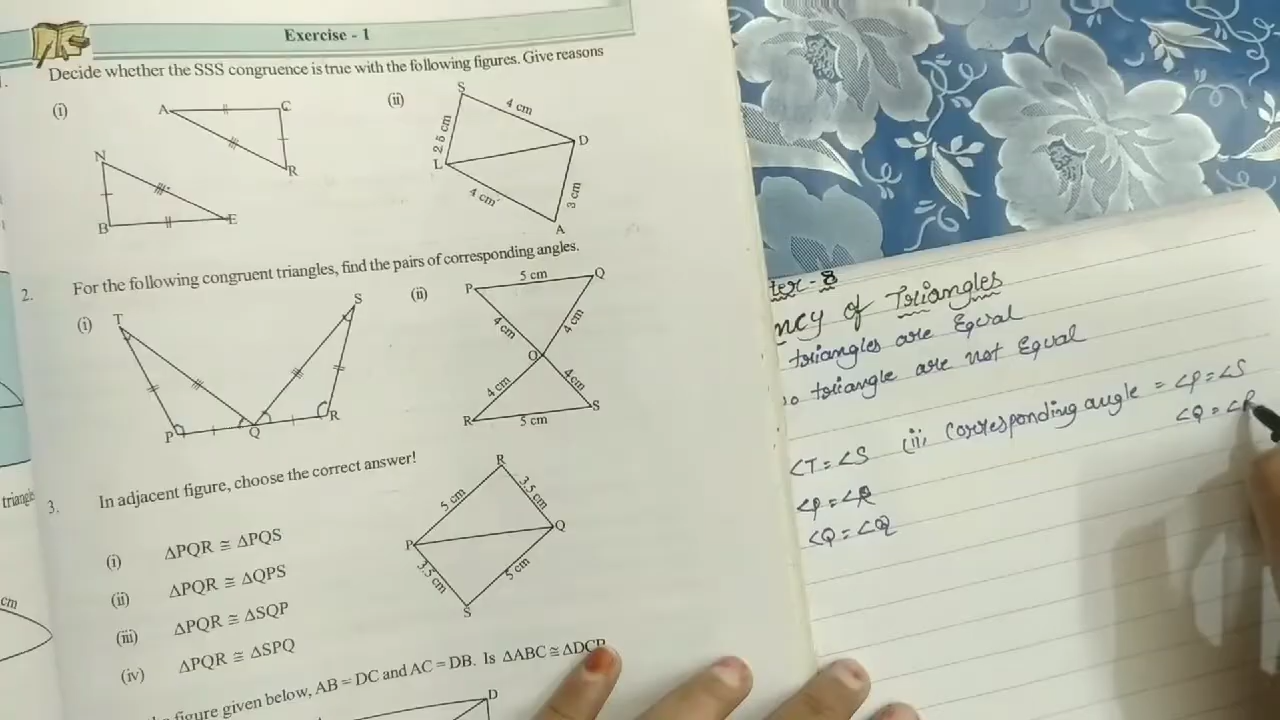 Exercise - 1
Decide whether the SSS congruence is true with the following figures. Give reasons
(i)
A
C
R
N
B
E
(ii)
S
4 cm
D
2.5 cm
L
4 cm
3 cm
A
2.
For the following congruent triangles, find the pairs of corresponding angles.
(i)
T
S
P
Q
R
(ii)
P
5 cm
Q
4 cm
4 cm
O
4 cm
4cm
R
5 cm
S
3.
In adjacent figure, choose the correct answer!
(i) ΔPQR ≅ ΔPQS
(ii) ΔPQR ≅ ΔQPS
(iii) ΔPQR ≅ ΔSQP
(iv) ΔPQR ≅ ΔSPQ
R
5 cm
3.5 cm
P
Q
3.5 cm
5 cm
S
figure given below, AB = DC and AC = DB. Is ΔABC ≅ ΔDCB
D
triangle
cm
ter - 8
ncy of Triangles
triangles are Equal
triangle are not Equal
∠T = ∠S (ii) Corresponding angle = ∠P = ∠S
∠Q = ∠R
∠P = ∠R
∠Q = ∠Q